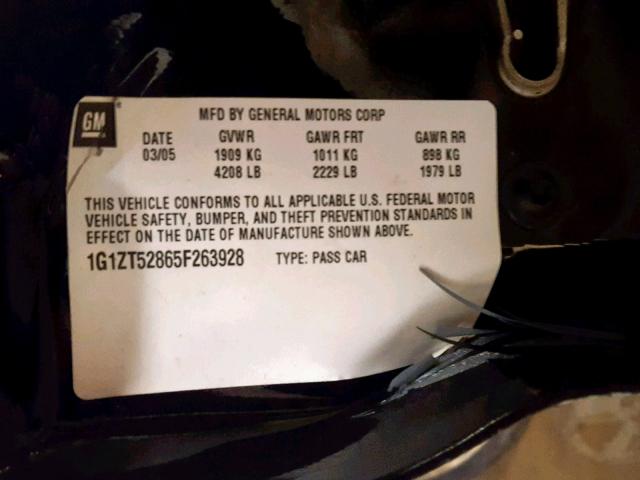 GM
MFD BY GENERAL MOTORS CORP
DATE GVWR GAWR FRT GAWR RR
03/05 1909 KG 1011 KG 898 KG
4208 LB 2229 LB 1979 LB
THIS VEHICLE CONFORMS TO ALL APPLICABLE U.S. FEDERAL MOTOR
VEHICLE SAFETY, BUMPER, AND THEFT PREVENTION STANDARDS IN
EFFECT ON THE DATE OF MANUFACTURE SHOWN ABOVE.
1G1ZT52865F263928 TYPE: PASS CAR